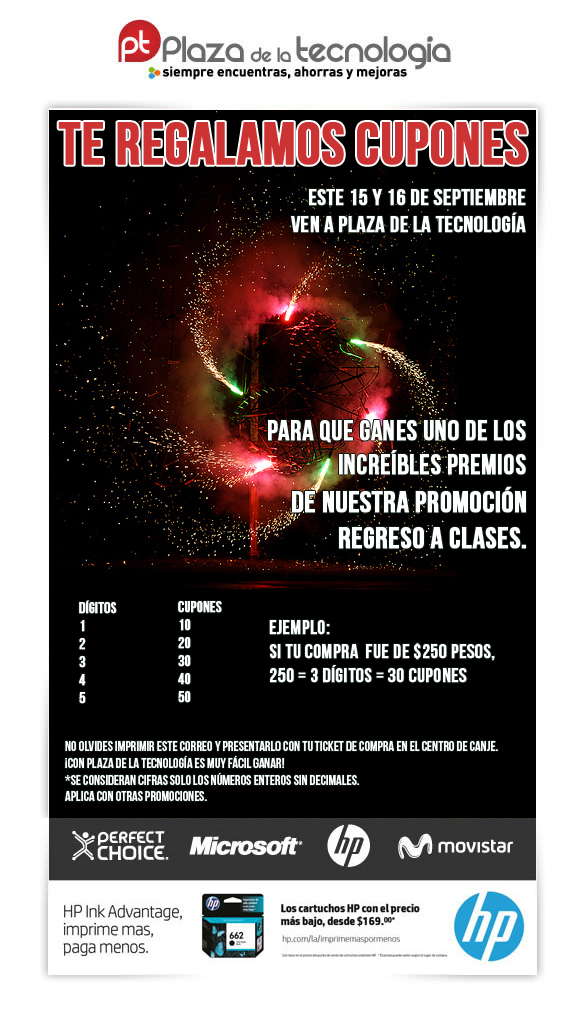 pt Plaza de la tecnología
siempre encuentras, ahorras y mejoras
TE REGALAMOS CUPONES
ESTE 15 Y 16 DE SEPTIEMBRE
VEN A PLAZA DE LA TECNOLOGÍA
PARA QUE GANES UNO DE LOS
INCREÍBLES PREMIOS
DE NUESTRA PROMOCIÓN
REGRESO A CLASES.
DÍGITOS CUPONES
1 10
2 20
3 30
4 40
5 50
EJEMPLO:
SI TU COMPRA FUE DE $250 PESOS,
250 = 3 DÍGITOS = 30 CUPONES
NO OLVIDES IMPRIMIR ESTE CORREO Y PRESENTARLO CON TU TICKET DE COMPRA EN EL CENTRO DE CANJE.
¡CON PLAZA DE LA TECNOLOGÍA ES MUY FÁCIL GANAR!
*SE CONSIDERAN CIFRAS SOLO LOS NÚMEROS ENTEROS SIN DECIMALES.
APLICA CON OTRAS PROMOCIONES.
PERFECT
CHOICE.
Microsoft
hp
movistar
HP Ink Advantage,
imprime mas,
paga menos.
hp
662
Los cartuchos HP con el precio
más bajo, desde $169.00*
hp.com/la/imprimemaspormenos
hp